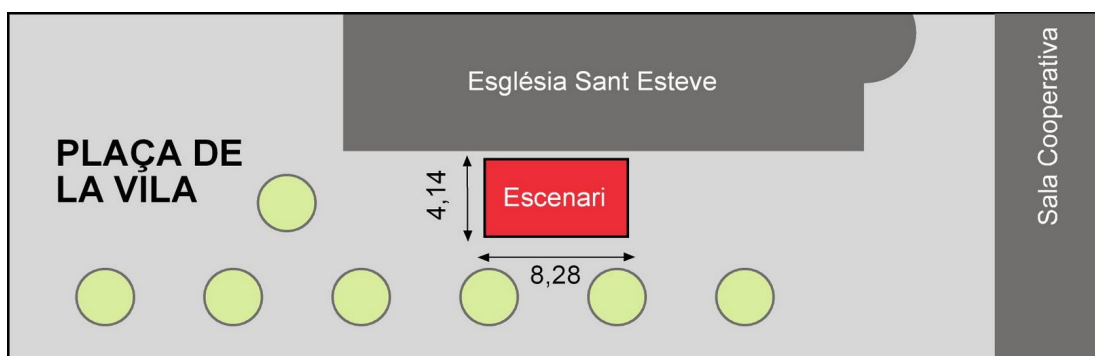 Església Sant Esteve
PLAÇA DE
LA VILA
4,14
Escenari
8,28
Sala Cooperativa